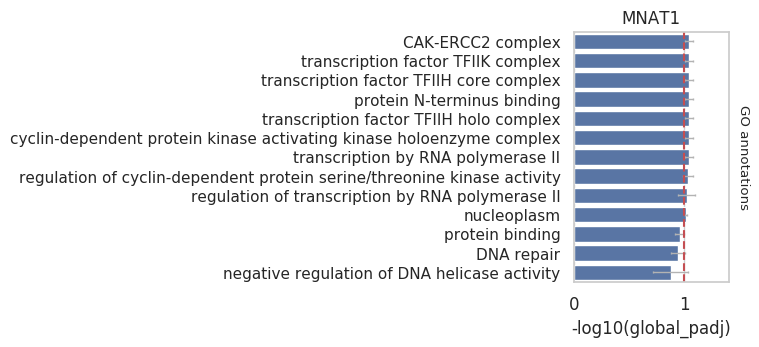 MNAT1
CAK-ERCC2 complex
transcription factor TFIIK complex
transcription factor TFIIH core complex
protein N-terminus binding
transcription factor TFIIH holo complex
cyclin-dependent protein kinase activating kinase holoenzyme complex
transcription by RNA polymerase II
regulation of cyclin-dependent protein serine/threonine kinase activity
regulation of transcription by RNA polymerase II
nucleoplasm
protein binding
DNA repair
negative regulation of DNA helicase activity
GO annotations
0 1
-log10(global_padj)